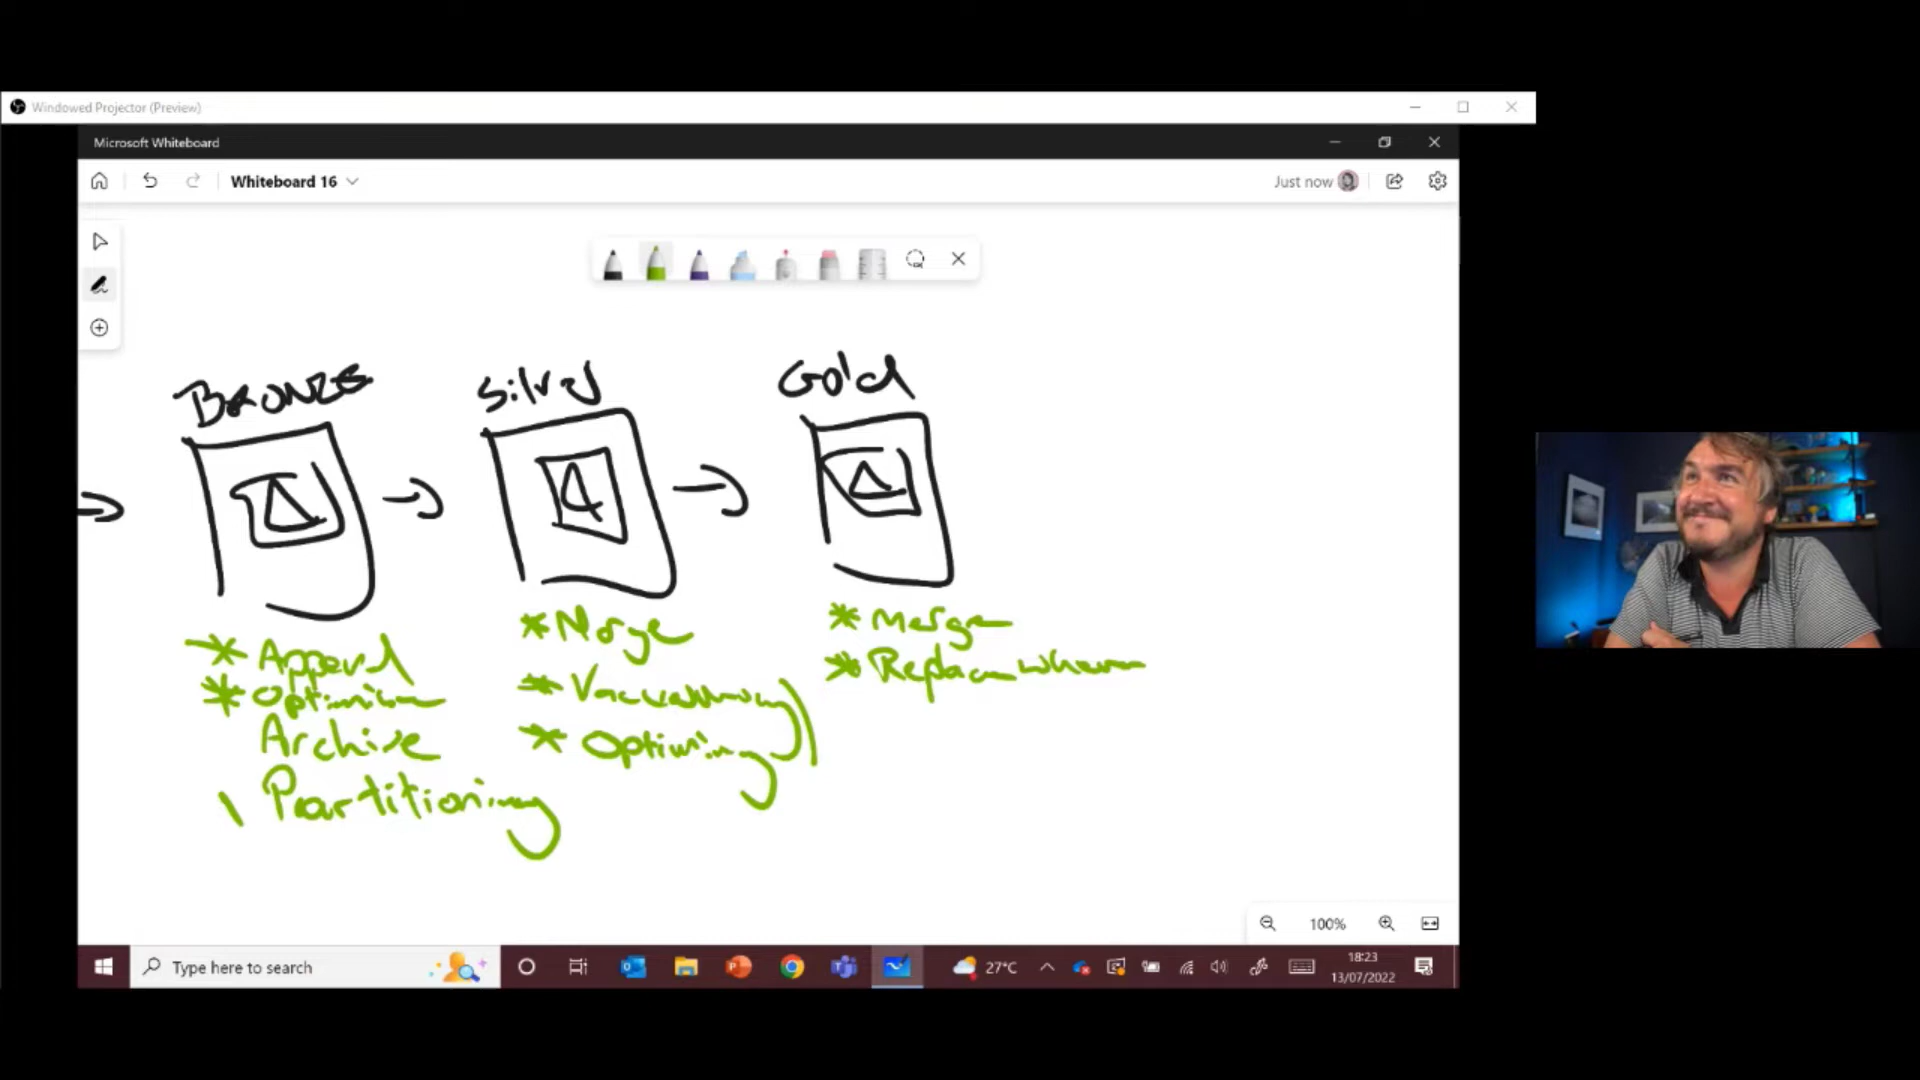 Windowed Projector (Preview)
Microsoft Whiteboard
Whiteboard 16
Just now
BRONZE
Silver
Gold
* Append
* Optimise
Archive
Partitioning
* Merge
* Vacuuming
* Optiming
* Merge
* Replace where
100%
Type here to search
27°C
18:23
13/07/2022